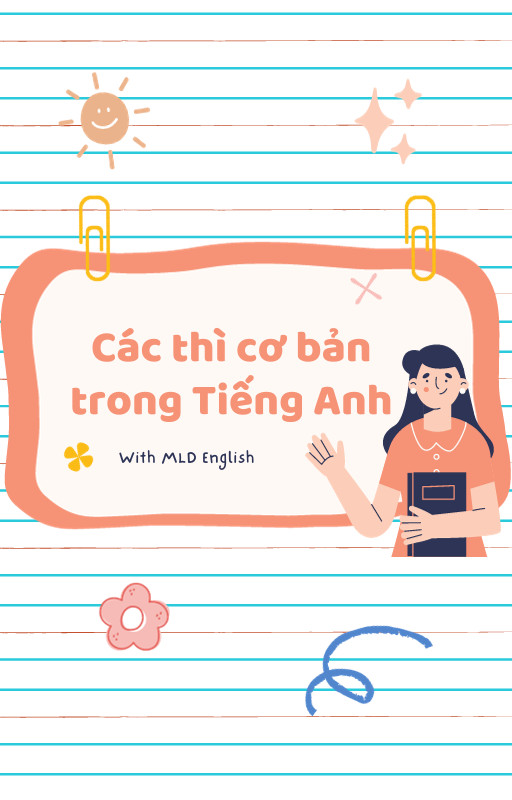 Các thì cơ bản
trong Tiếng Anh
With MLD English